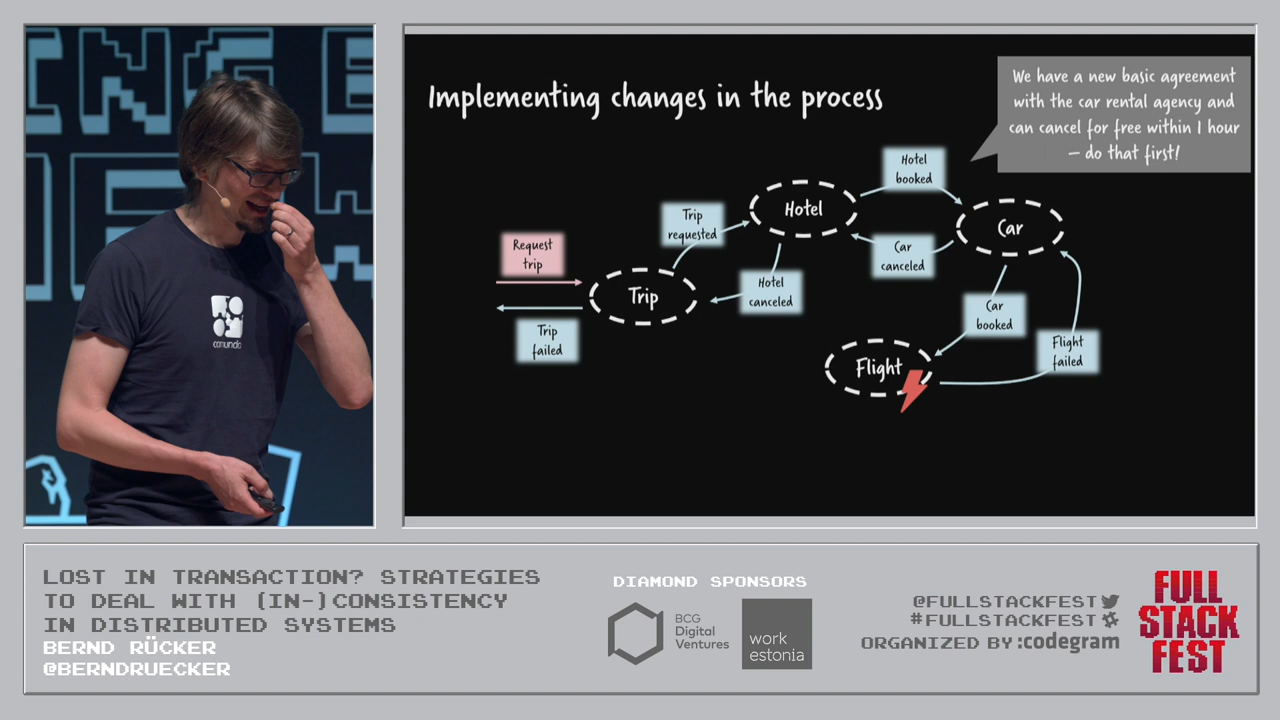 Implementing changes in the process
We have a new basic agreement
with the car rental agency and
can cancel for free within 1 hour
– do that first!
Hotel
booked
Hotel
Trip
requested
Car
Request
trip
Car
canceled
Hotel
canceled
Trip
Car
booked
Trip
failed
Flight
failed
Flight
camunda
LOST IN TRANSACTION? STRATEGIES
TO DEAL WITH (IN-)CONSISTENCY
IN DISTRIBUTED SYSTEMS
BERND RÜCKER
@BERNDRUECKER
DIAMOND SPONSORS
BCG
Digital
Ventures
work
estonia
@FULLSTACKFEST
#FULLSTACKFEST
ORGANIZED BY :codegram
FULL
STACK
FEST